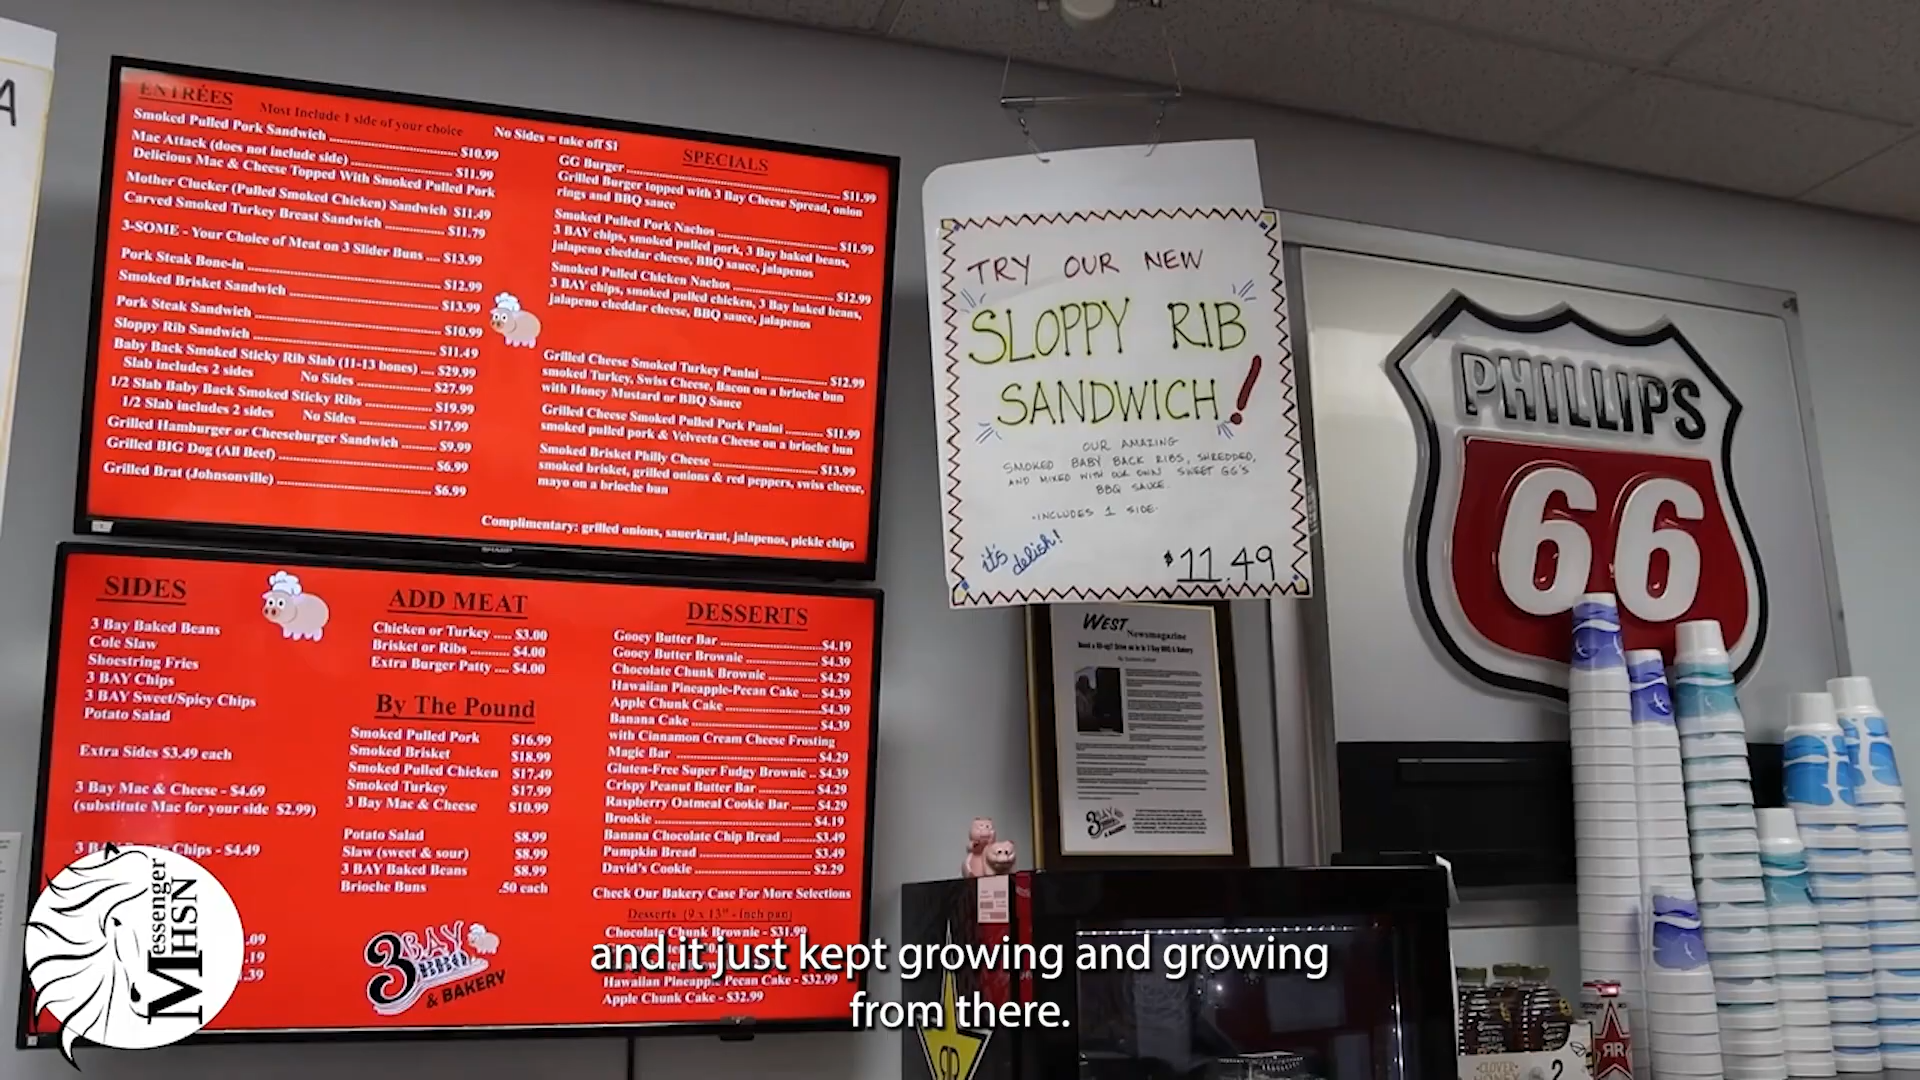 A
ENTRÉES
Most Include 1 side of your choice
No Sides = take off $1
Smoked Pulled Pork Sandwich ........ $10.99
Mac Attack (does not include side) ........ $11.99
Delicious Mac & Cheese Topped With Smoked Pulled Pork
Mother Clucker (Pulled Smoked Chicken) Sandwich $11.49
Carved Smoked Turkey Breast Sandwich ........ $11.79
3-SOME - Your Choice of Meat on 3 Slider Buns .... $13.99
Pork Steak Bone-in ........ $12.99
Smoked Brisket Sandwich ........ $13.99
Pork Steak Sandwich ........ $10.99
Sloppy Rib Sandwich ........ $11.49
Baby Back Smoked Sticky Rib Slab (11-13 bones) .... $29.99
Slab includes 2 sides No Sides ........ $27.99
1/2 Slab Baby Back Smoked Sticky Ribs ........ $19.99
1/2 Slab includes 2 sides No Sides ........ $17.99
Grilled Hamburger or Cheeseburger Sandwich ........ $9.99
Grilled BIG Dog (All Beef) ........ $6.99
Grilled Brat (Johnsonville) ........ $6.99
SPECIALS
GG Burger ........ $11.99
Grilled Burger topped with 3 Bay Cheese Spread, onion
rings and BBQ sauce
Smoked Pulled Pork Nachos ........ $11.99
3 BAY chips, smoked pulled pork, 3 Bay baked beans,
jalapeno cheddar cheese, BBQ sauce, jalapenos
Smoked Pulled Chicken Nachos ........ $12.99
3 BAY chips, smoked pulled chicken, 3 Bay baked beans,
jalapeno cheddar cheese, BBQ sauce, jalapenos
Grilled Cheese Smoked Turkey Panini ........ $12.99
smoked Turkey, Swiss Cheese, Bacon on a brioche bun
with Honey Mustard or BBQ Sauce
Grilled Cheese Smoked Pulled Pork Panini ........ $11.99
smoked pulled pork & Velveeta Cheese on a brioche bun
Smoked Brisket Philly Cheese ........ $13.99
smoked brisket, grilled onions & red peppers, swiss cheese,
mayo on a brioche bun
Complimentary: grilled onions, sauerkraut, jalapenos, pickle chips
SHARP
SIDES
3 Bay Baked Beans
Cole Slaw
Shoestring Fries
3 BAY Chips
3 BAY Sweet/Spicy Chips
Potato Salad
Extra Sides $3.49 each
3 Bay Mac & Cheese - $4.69
(substitute Mac for your side $2.99)
Chips - $4.49
.09
.19
.39
ADD MEAT
Chicken or Turkey ..... $3.00
Brisket or Ribs ..... $4.00
Extra Burger Patty .... $4.00
By The Pound
Smoked Pulled Pork $16.99
Smoked Brisket $18.99
Smoked Pulled Chicken $17.49
Smoked Turkey $17.99
3 Bay Mac & Cheese $10.99
Potato Salad $8.99
Slaw (sweet & sour) $8.99
3 BAY Baked Beans $8.99
Brioche Buns .50 each
3 BAY
BBQ
& BAKERY
DESSERTS
Gooey Butter Bar ........ $4.19
Gooey Butter Brownie ........ $4.39
Chocolate Chunk Brownie ........ $4.29
Hawaiian Pineapple-Pecan Cake .... $4.39
Apple Chunk Cake ........ $4.39
Banana Cake ........ $4.39
with Cinnamon Cream Cheese Frosting
Magic Bar ........ $4.29
Gluten-Free Super Fudgy Brownie .. $4.39
Crispy Peanut Butter Bar ........ $4.29
Raspberry Oatmeal Cookie Bar ...... $4.29
Brookie ........ $4.19
Banana Chocolate Chip Bread ...... $3.49
Pumpkin Bread ........ $3.49
David's Cookie ........ $2.29
Check Our Bakery Case For More Selections
Desserts (9 x 13" - inch pan)
Chocolate Chunk Brownie - $31.99
Hawaiian Pineapple Pecan Cake - $32.99
Apple Chunk Cake - $32.99
TRY OUR NEW
SLOPPY RIB
SANDWICH!
OUR AMAZING
SMOKED BABY BACK RIBS, SHREDDED,
AND MIXED WITH OUR OWN SWEET GG'S
BBQ SAUCE.
-INCLUDES 1 SIDE-
it's delish!
$11.49
PHILLIPS
66
WEST
Newsmagazine
3 BAY
& BAKERY
Messenger
MHSN
and it just kept growing and growing
from there.
CLOVER
HONEY
2